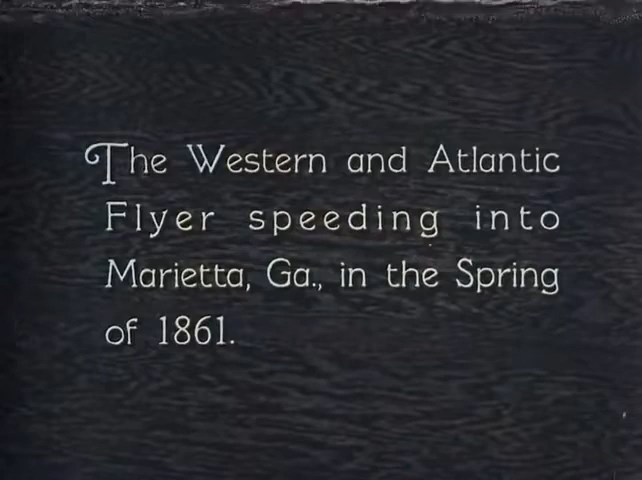 The Western and Atlantic
Flyer speeding into
Marietta, Ga., in the Spring
of 1861.